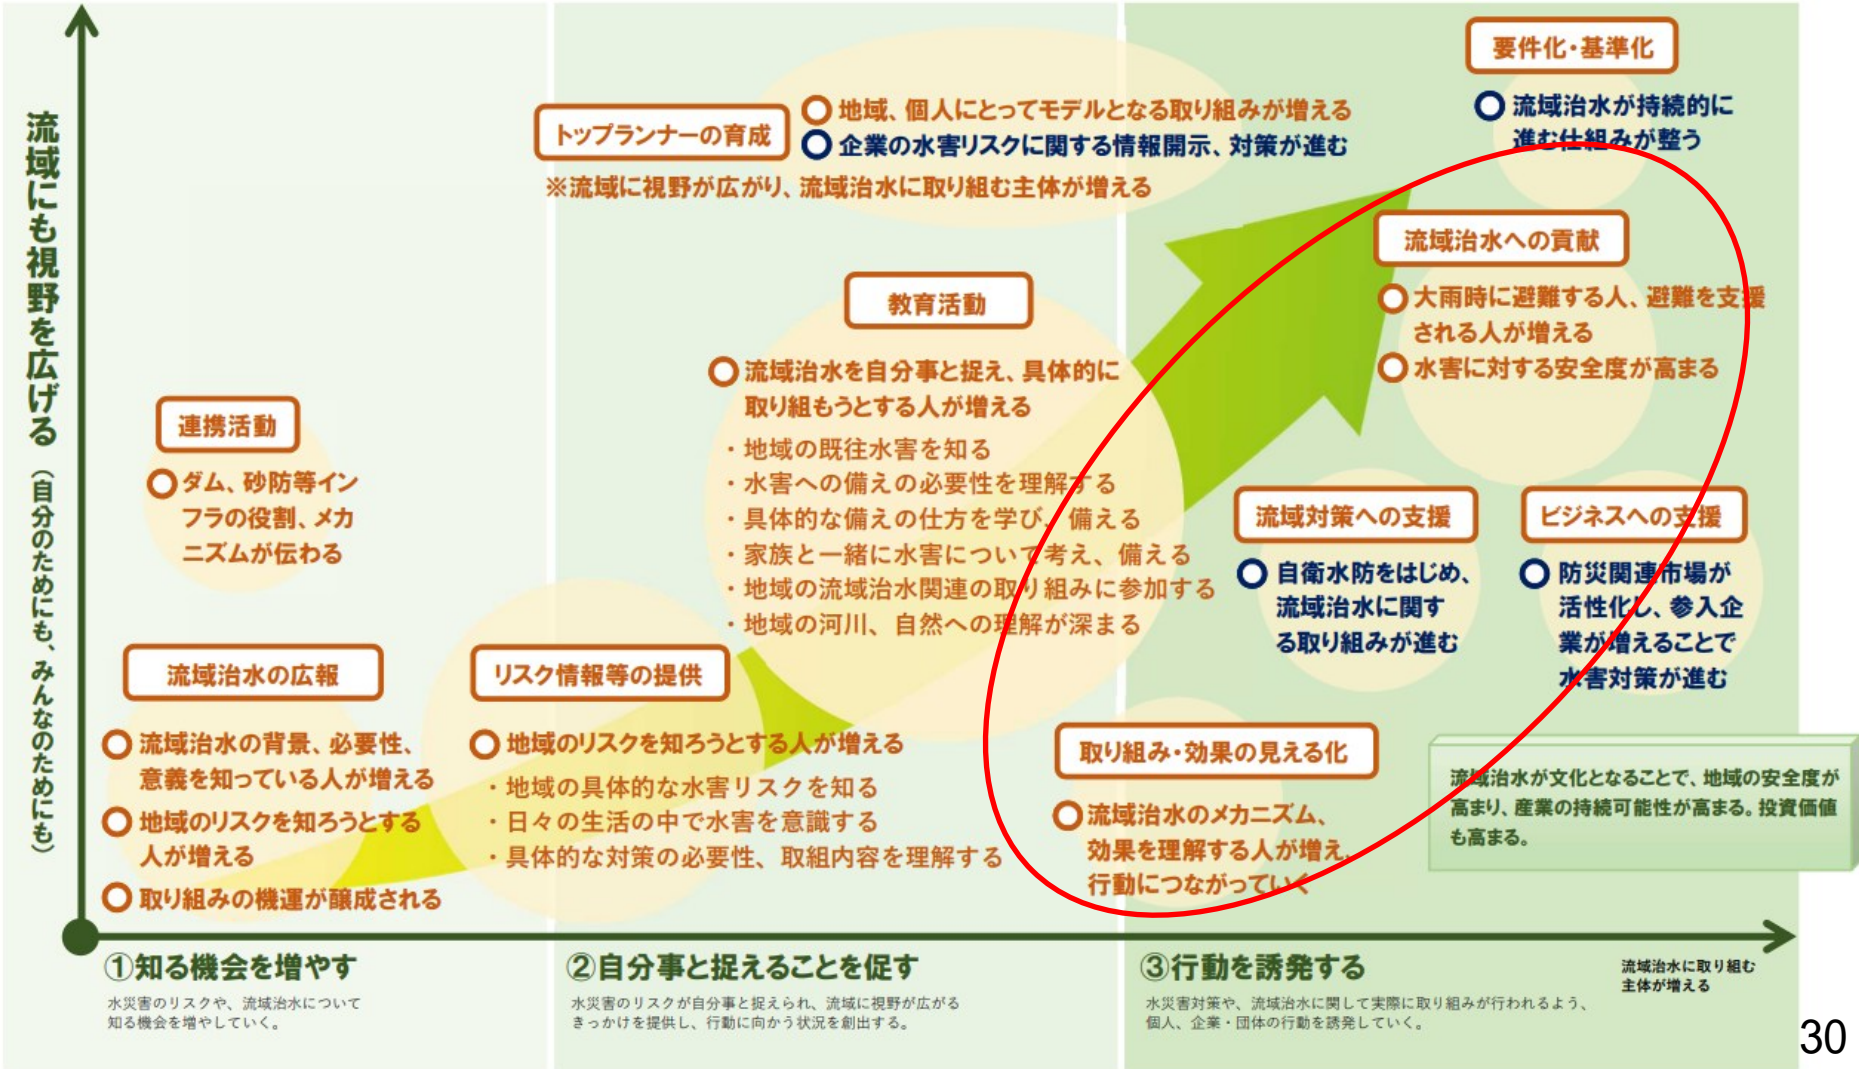 流域にも視野を広げる（自分のためにも、みんなのためにも）
要件化・基準化
流域治水が持続的に
進む仕組みが整う
トップランナーの育成
地域、個人にとってモデルとなる取り組みが増える
企業の水害リスクに関する情報開示、対策が進む
※流域に視野が広がり、流域治水に取り組む主体が増える
流域治水への貢献
大雨時に避難する人、避難を支援
される人が増える
水害に対する安全度が高まる
教育活動
流域治水を自分事と捉え、具体的に
取り組もうとする人が増える
・地域の既往水害を知る
・水害への備えの必要性を理解する
・具体的な備えの仕方を学び、備える
・家族と一緒に水害について考え、備える
・地域の流域治水関連の取り組みに参加する
・地域の河川、自然への理解が深まる
連携活動
ダム、砂防等イン
フラの役割、メカ
ニズムが伝わる
流域対策への支援
自衛水防をはじめ、
流域治水に関す
る取り組みが進む
ビジネスへの支援
防災関連市場が
活性化し、参入企
業が増えることで
水害対策が進む
流域治水の広報
流域治水の背景、必要性、
意義を知っている人が増える
地域のリスクを知ろうとする
人が増える
取り組みの機運が醸成される
リスク情報等の提供
地域のリスクを知ろうとする人が増える
・地域の具体的な水害リスクを知る
・日々の生活の中で水害を意識する
・具体的な対策の必要性、取組内容を理解する
取り組み・効果の見える化
流域治水のメカニズム、
効果を理解する人が増え、
行動につながっていく
流域治水が文化となることで、地域の安全度が
高まり、産業の持続可能性が高まる。投資価値
も高まる。
①知る機会を増やす
水災害のリスクや、流域治水について
知る機会を増やしていく。
②自分事と捉えることを促す
水災害のリスクが自分事と捉えられ、流域に視野が広がる
きっかけを提供し、行動に向かう状況を創出する。
③行動を誘発する
水災害対策や、流域治水に関して実際に取り組みが行われるよう、
個人、企業・団体の行動を誘発していく。
流域治水に取り組む
主体が増える
30